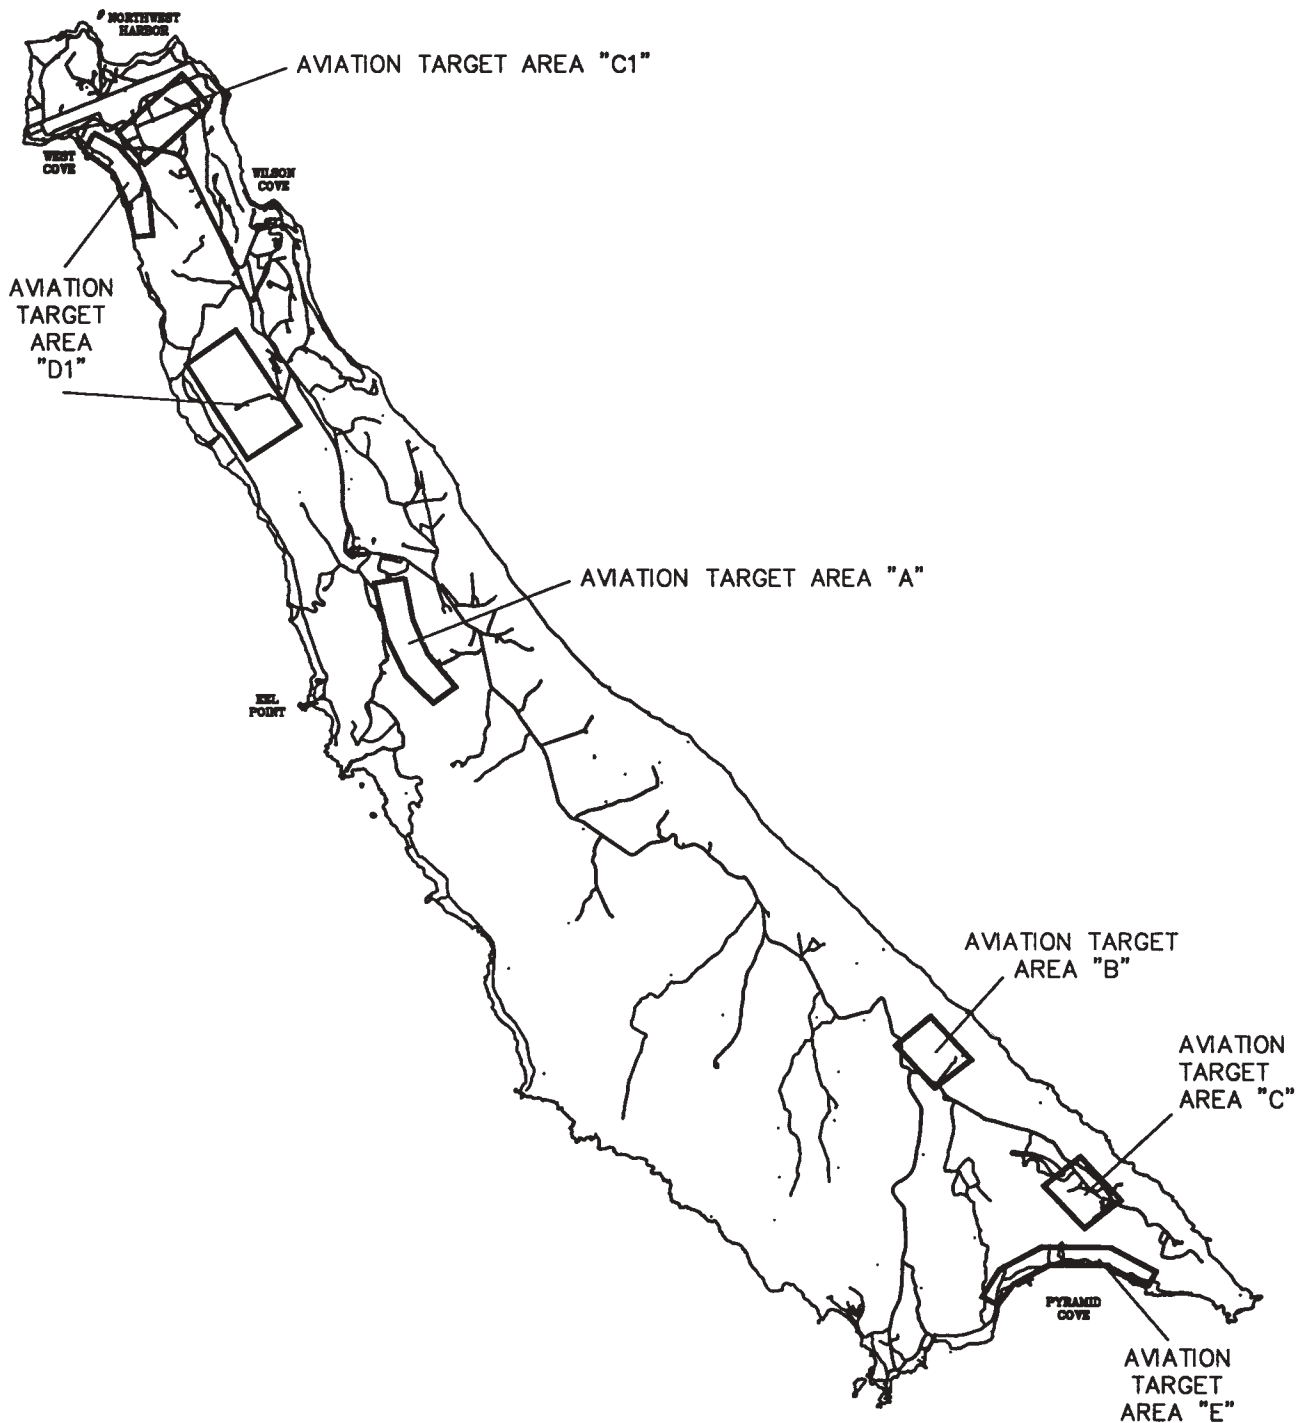 NORTHWEST
HARBOR
AVIATION TARGET AREA "C1"
WEST
COVE
WILSON
COVE
AVIATION
TARGET
AREA
"D1"
AVIATION TARGET AREA "A"
EEL
POINT
AVIATION TARGET
AREA "B"
AVIATION
TARGET
AREA "C"
PYRAMID
COVE
AVIATION
TARGET
AREA "E"